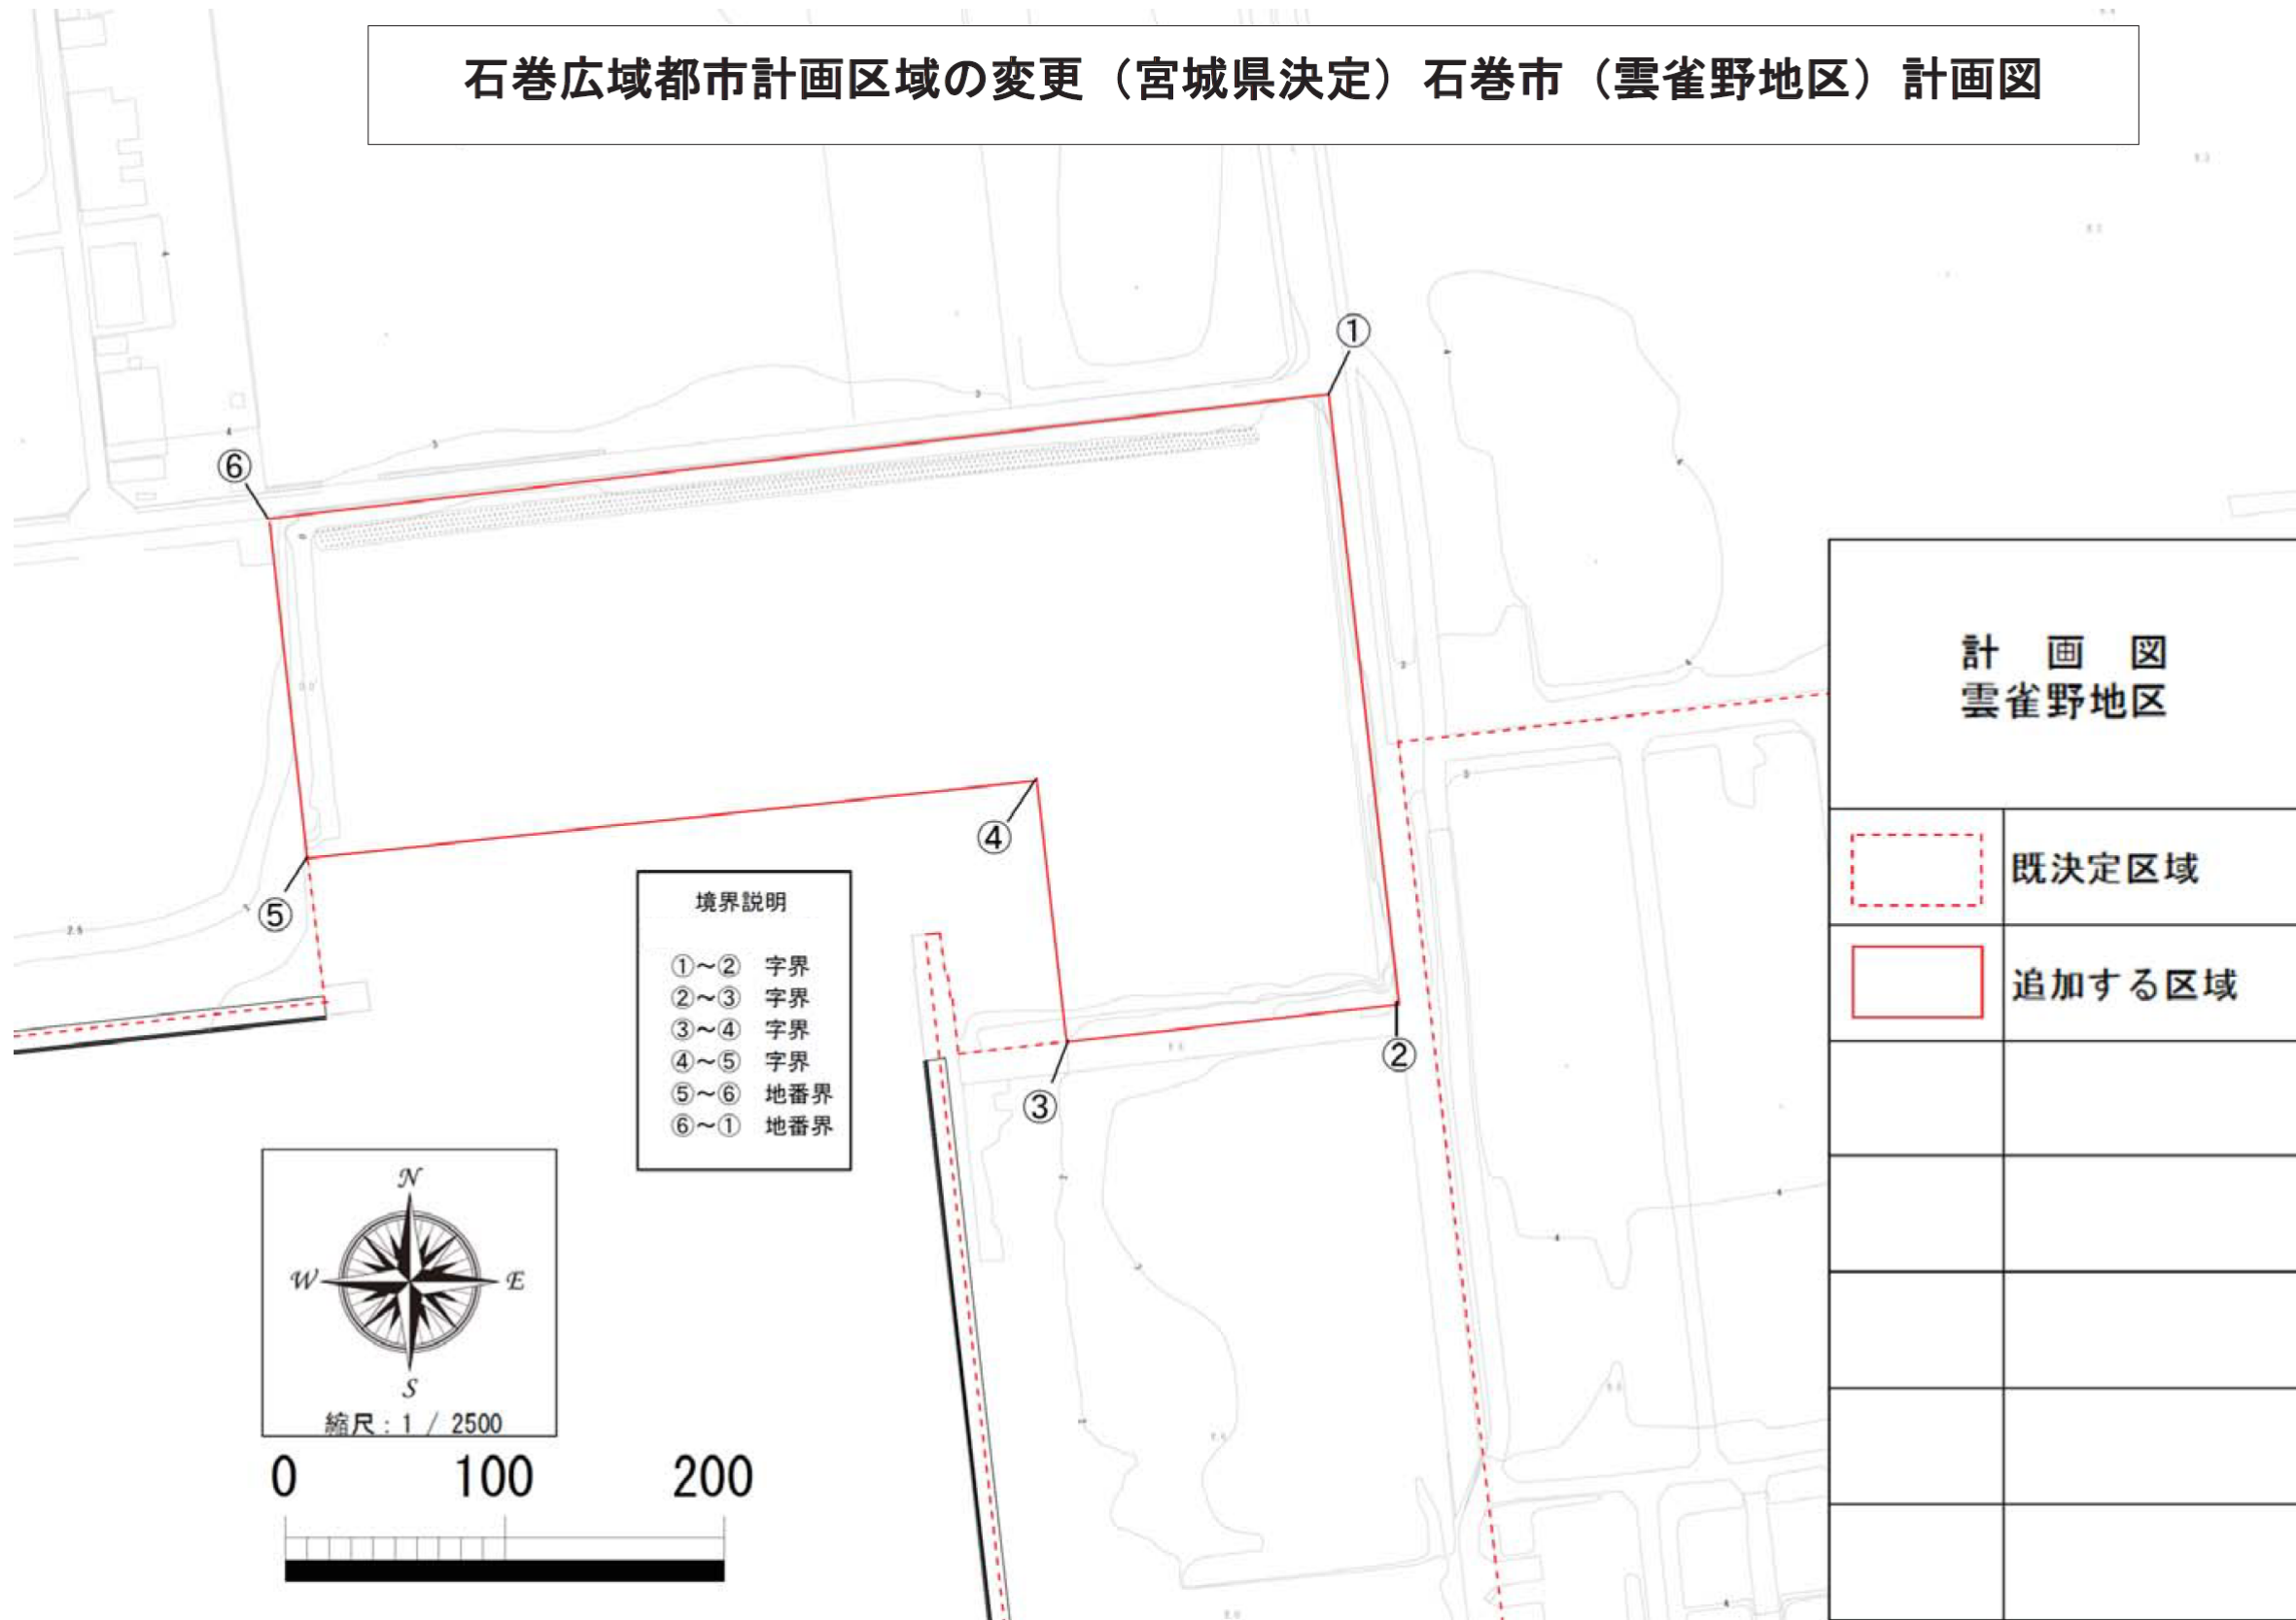 石巻広域都市計画区域の変更（宮城県決定）石巻市（雲雀野地区）計画図
①
⑥
④
⑤
②
③
2.5
境界説明
①～② 字界
②～③ 字界
③～④ 字界
④～⑤ 字界
⑤～⑥ 地番界
⑥～① 地番界
計 画 図
雲雀野地区
既決定区域
追加する区域
N
W E
S
縮尺：1 / 2500
0 100 200